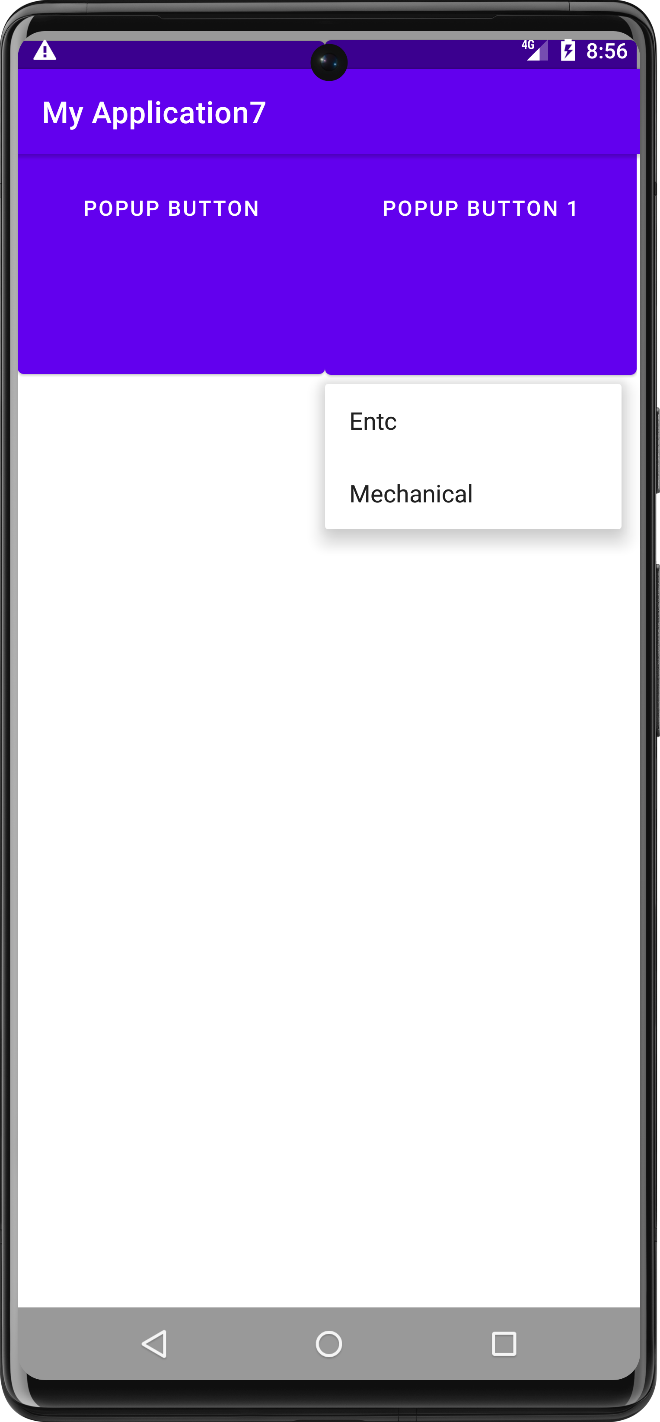 4G 8:56
My Application7
POPUP BUTTON POPUP BUTTON 1
Entc
Mechanical